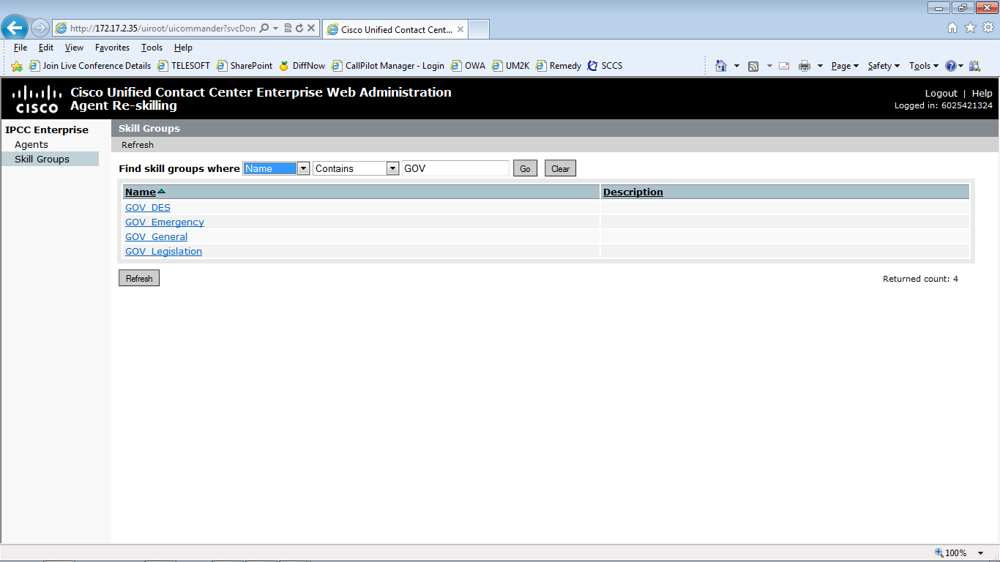 http://172.17.2.35/uiroot/uicommander?svcDon
Cisco Unified Contact Cent...
File Edit View Favorites Tools Help
Join Live Conference Details TELESOFT SharePoint DiffNow CallPilot Manager - Login OWA UM2K Remedy SCCS Page Safety Tools
CISCO
Cisco Unified Contact Center Enterprise Web Administration
Agent Re-skilling
Logout | Help
Logged in: 6025421324
IPCC Enterprise
Agents
Skill Groups
Skill Groups
Refresh
Find skill groups where Name Contains GOV Go Clear
Name Description
GOV_DES
GOV_Emergency
GOV_General
GOV_Legislation
Refresh
Returned count: 4
100%